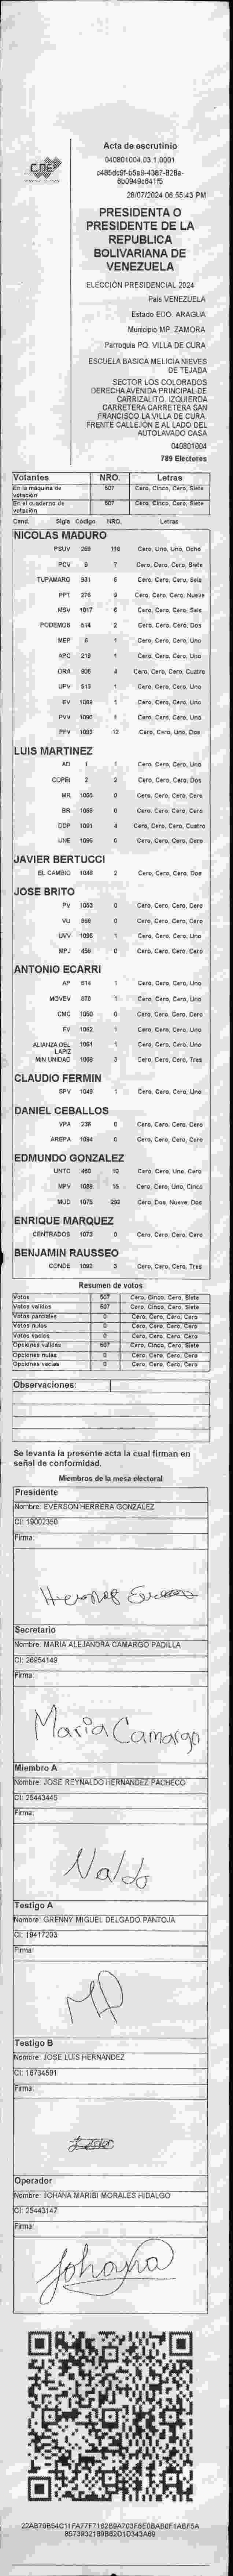 CNE
Acta de escrutinio
040801004.03.1.0001
28/07/2024 06:55:43 PM
PRESIDENTA O
PRESIDENTE DE LA
REPUBLICA
BOLIVARIANA DE
VENEZUELA
ELECCIÓN PRESIDENCIAL 2024
País VENEZUELA
Estado EDO. ARAGUA
Municipio MP. ZAMORA
Parroquia PQ. VILLA DE CURA
ESCUELA BASICA MELICIA NIEVES
DE TEJADA
SECTOR LOS COLORADOS
DERECHA AVENIDA PRINCIPAL DE
CARRIZALITO. IZQUIERDA
CARRETERA CARRETERA SAN
FRANCISCO LA VILLA DE CURA.
FRENTE CALLEJÓN E AL LADO DEL
AUTOLAVADO CASA
040801004
789 Electores
Votantes NRO. Letras
En la máquina de votación 507 Cero, Cinco, Cero, Siete
En el cuaderno de votación 507 Cero, Cinco, Cero, Siete
Cand. Sigla Código NRO. Letras
NICOLAS MADURO
PSUV 269 118 Cero, Uno, Uno, Ocho
PCV 9 7 Cero, Cero, Cero, Siete
TUPAMARO 931 6 Cero, Cero, Cero, Seis
PPT 276 9 Cero, Cero, Cero, Nueve
MSV 1017 6 Cero, Cero, Cero, Seis
PODEMOS 614 2 Cero, Cero, Cero, Dos
MEP 6 1 Cero, Cero, Cero, Uno
APC 219 1 Cero, Cero, Cero, Uno
ORA 906 4 Cero, Cero, Cero, Cuatro
UPV 513 1 Cero, Cero, Cero, Uno
EV 1089 1 Cero, Cero, Cero, Uno
PVV 1090 1 Cero, Cero, Cero, Uno
PFV 1093 12 Cero, Cero, Uno, Dos
LUIS MARTINEZ
AD 1 1 Cero, Cero, Cero, Uno
COPEI 2 2 Cero, Cero, Cero, Dos
MR 1065 0 Cero, Cero, Cero, Cero
BR 1068 0 Cero, Cero, Cero, Cero
DDP 1091 4 Cero, Cero, Cero, Cuatro
UNE 1095 0 Cero, Cero, Cero, Cero
JAVIER BERTUCCI
EL CAMBIO 1048 2 Cero, Cero, Cero, Dos
JOSE BRITO
PV 1053 0 Cero, Cero, Cero, Cero
VU 968 0 Cero, Cero, Cero, Cero
UVV 1096 1 Cero, Cero, Cero, Uno
MPJ 450 0 Cero, Cero, Cero, Cero
ANTONIO ECARRI
AP 814 1 Cero, Cero, Cero, Uno
MOVEV 878 1 Cero, Cero, Cero, Uno
CMC 1050 0 Cero, Cero, Cero, Cero
FV 1062 1 Cero, Cero, Cero, Uno
ALIANZA DEL LAPIZ 1051 1 Cero, Cero, Cero, Uno
MIN UNIDAD 1098 3 Cero, Cero, Cero, Tres
CLAUDIO FERMIN
SPV 1049 1 Cero, Cero, Cero, Uno
DANIEL CEBALLOS
VPA 238 0 Cero, Cero, Cero, Cero
AREPA 1094 0 Cero, Cero, Cero, Cero
EDMUNDO GONZALEZ
UNTC 460 10 Cero, Cero, Uno, Cero
MPV 15 Cero, Cero, Uno, Cinco
MUD 1075 292 Cero, Dos, Nueve, Dos
ENRIQUE MARQUEZ
CENTRADOS 1073 0 Cero, Cero, Cero, Cero
BENJAMIN RAUSSEO
CONDE 1092 3 Cero, Cero, Cero, Tres
Resumen de votos
Votos 507 Cero, Cinco, Cero, Siete
Votos válidos 507 Cero, Cinco, Cero, Siete
Votos parciales 0 Cero, Cero, Cero, Cero
Votos nulos 0 Cero, Cero, Cero, Cero
Votos vacíos 0 Cero, Cero, Cero, Cero
Opciones válidas 507 Cero, Cinco, Cero, Siete
Opciones nulas 0 Cero, Cero, Cero, Cero
Opciones vacías 0 Cero, Cero, Cero, Cero
Observaciones:
Se levanta la presente acta la cual firman en
señal de conformidad.
Miembros de la mesa electoral
Presidente
Nombre: EVERSON HERRERA GONZALEZ
CI: 19002350
Firma:
Secretario
Nombre: MARIA ALEJANDRA CAMARGO PADILLA
CI: 26954149
Firma:
Maria Camargo
Miembro A
Nombre: JOSE REYNALDO HERNANDEZ PACHECO
CI: 25443445
Firma:
Naldo
Testigo A
Nombre: GRENNY MIGUEL DELGADO PANTOJA
CI: 19417203
Firma:
Testigo B
Nombre: JOSE LUIS HERNANDEZ
CI: 16734501
Firma:
Operador
Nombre: JOHANA MARIBI MORALES HIDALGO
CI: 25443147
Firma:
Johana